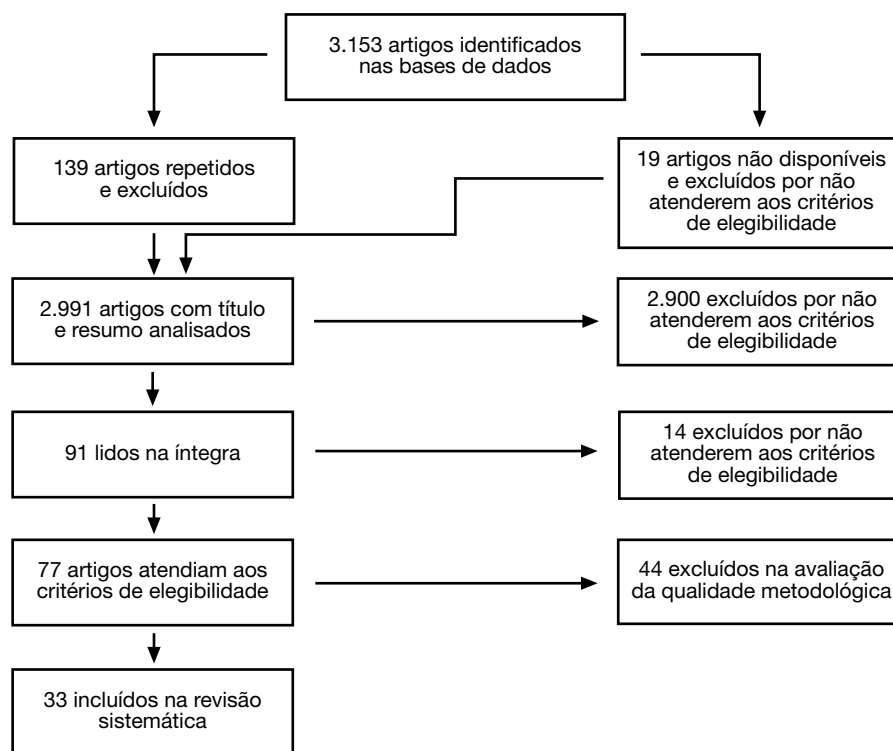 3.153 artigos identificados
nas bases de dados
139 artigos repetidos
e excluídos
19 artigos não disponíveis
e excluídos por não
atenderem aos critérios
de elegibilidade
2.991 artigos com título
e resumo analisados
2.900 excluídos por não
atenderem aos critérios
de elegibilidade
91 lidos na íntegra
14 excluídos por não
atenderem aos critérios
de elegibilidade
77 artigos atendiam aos
critérios de elegibilidade
44 excluídos na avaliação
da qualidade metodológica
33 incluídos na revisão
sistemática